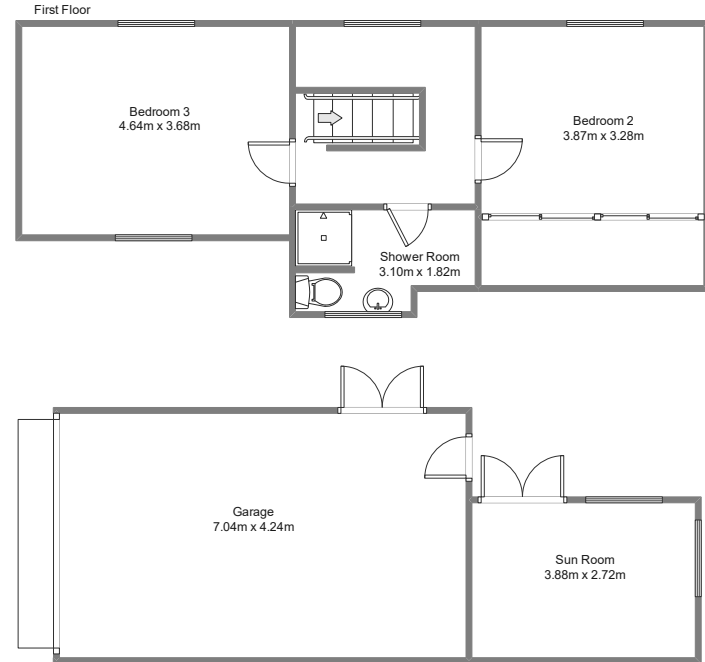 First Floor
Bedroom 3
4.64m x 3.68m
Bedroom 2
3.87m x 3.28m
Shower Room
3.10m x 1.82m
Garage
7.04m x 4.24m
Sun Room
3.88m x 2.72m